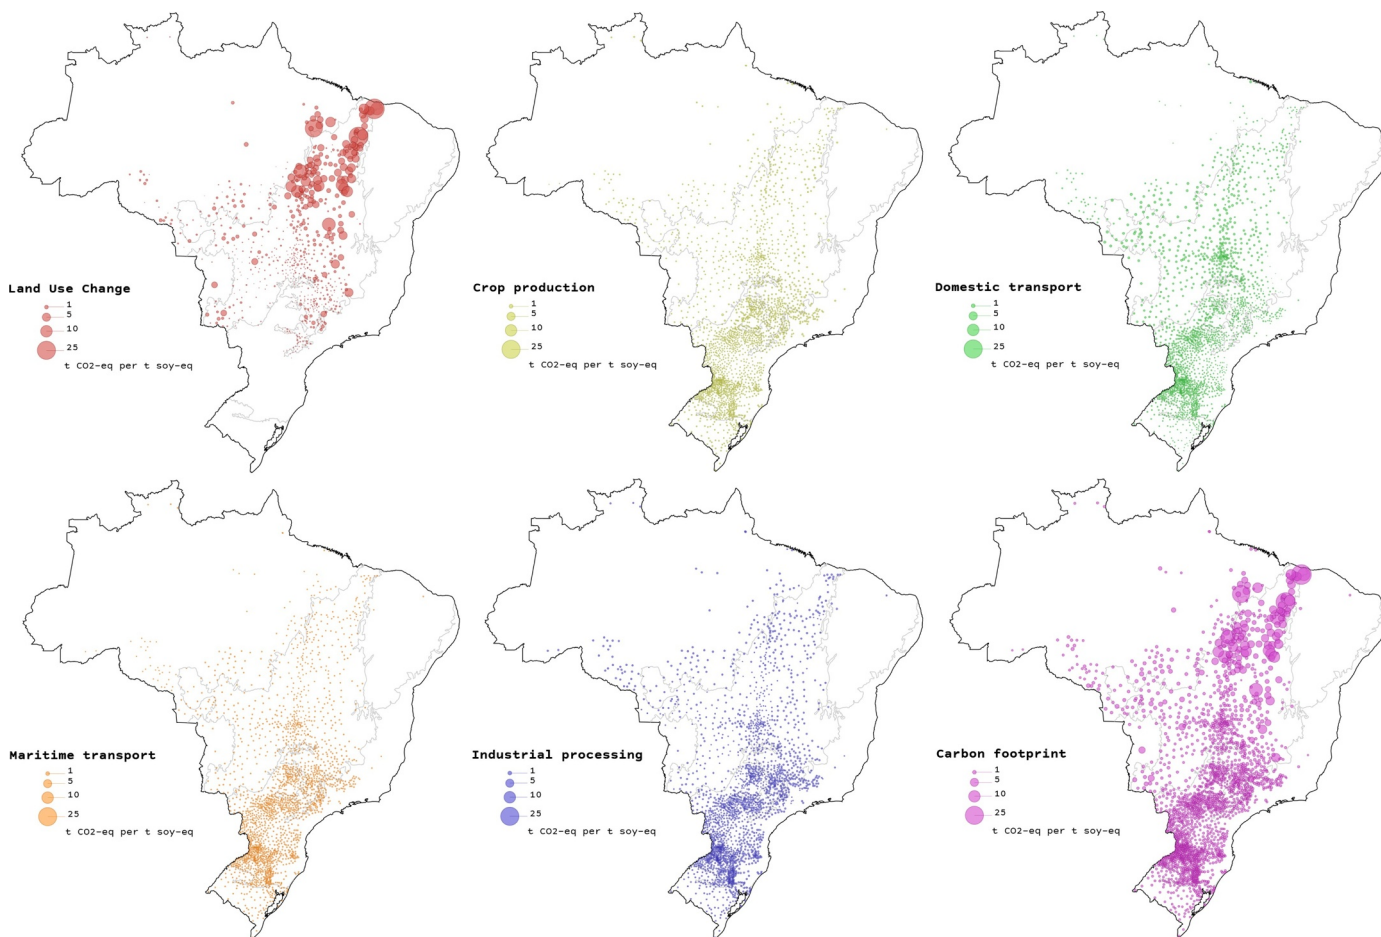 Land Use Change
1
5
10
25
t CO2-eq per t soy-eq
Crop production
1
5
10
25
t CO2-eq per t soy-eq
Domestic transport
1
5
10
25
t CO2-eq per t soy-eq
Maritime transport
1
5
10
25
t CO2-eq per t soy-eq
Industrial processing
1
5
10
25
t CO2-eq per t soy-eq
Carbon footprint
1
5
10
25
t CO2-eq per t soy-eq